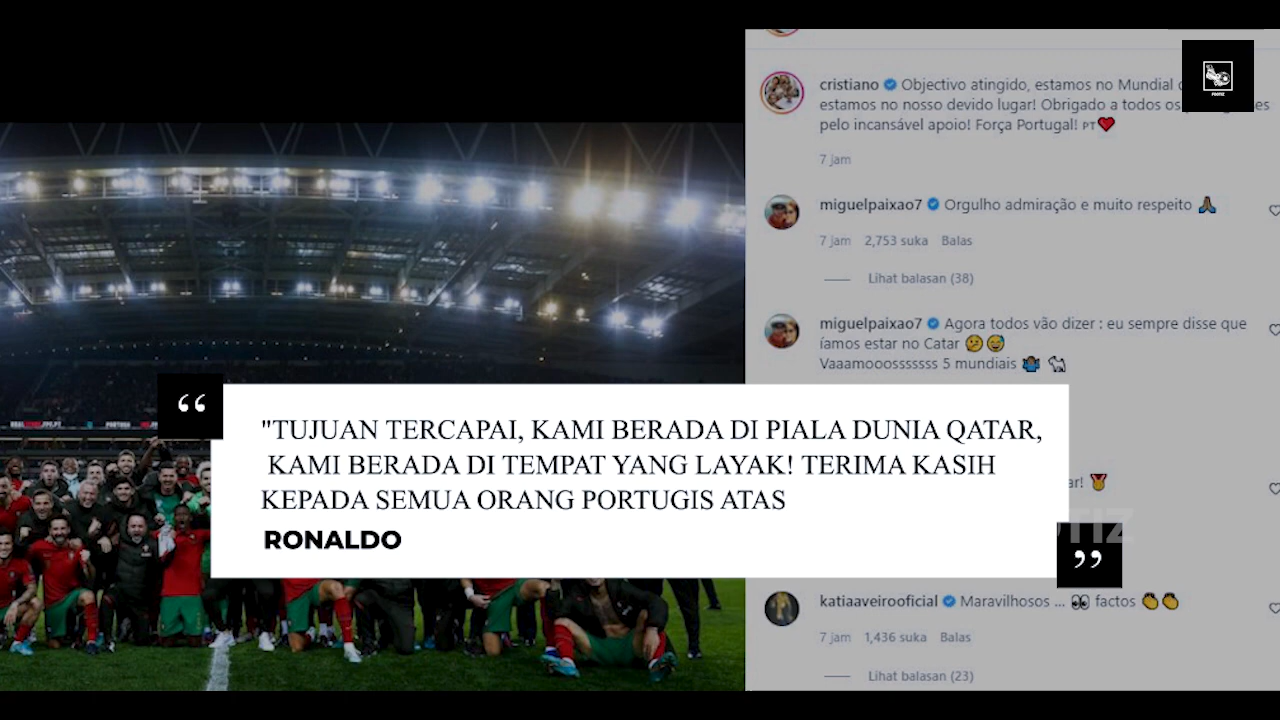 cristiano Objectivo atingido, estamos no Mundial
estamos no nosso devido lugar! Obrigado a todos os
pelo incansável apoio! Força Portugal! PT
7 jam
miguelpaixao7 Orgulho admiração e muito respeito
7 jam 2,753 suka Balas
Lihat balasan (38)
miguelpaixao7 Agora todos vão dizer : eu sempre disse que
íamos estar no Catar
Vaaamooosssssss 5 mundiais
“
"TUJUAN TERCAPAI, KAMI BERADA DI PIALA DUNIA QATAR,
KAMI BERADA DI TEMPAT YANG LAYAK! TERIMA KASIH
KEPADA SEMUA ORANG PORTUGIS ATAS
RONALDO
”
katiaaveirooficial Maravilhosos ... factos
7 jam 1,436 suka Balas
Lihat balasan (23)